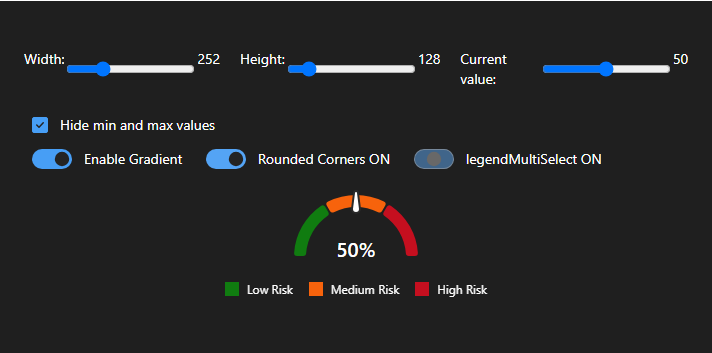 Width: 252 Height: 128 Current value: 50
Hide min and max values
Enable Gradient Rounded Corners ON legendMultiSelect ON
50%
Low Risk Medium Risk High Risk